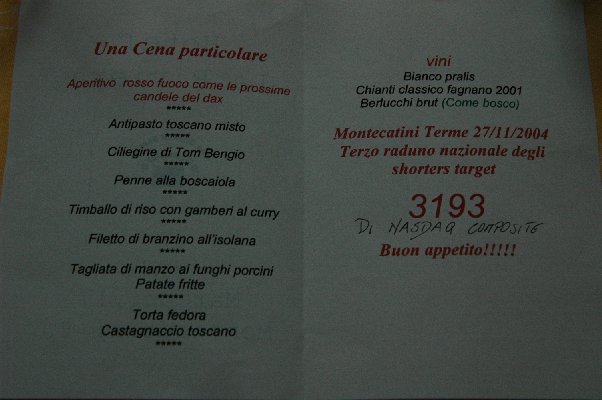 Una Cena particolare
Aperitivo rosso fuoco come le prossime
candele del dax
*****
Antipasto toscano misto
*****
Ciliegine di Tom Bengio
*****
Penne alla boscaiola
*****
Timballo di riso con gamberi al curry
*****
Filetto di branzino all'isolana
*****
Tagliata di manzo ai funghi porcini
Patate fritte
*****
Torta fedora
Castagnaccio toscano
*****
vini
Bianco pralis
Chianti classico fagnano 2001
Berlucchi brut (Come bosco)
Montecatini Terme 27/11/2004
Terzo raduno nazionale degli
shorters target
3193
DI NASDAQ COMPOSITE
Buon appetito!!!!!